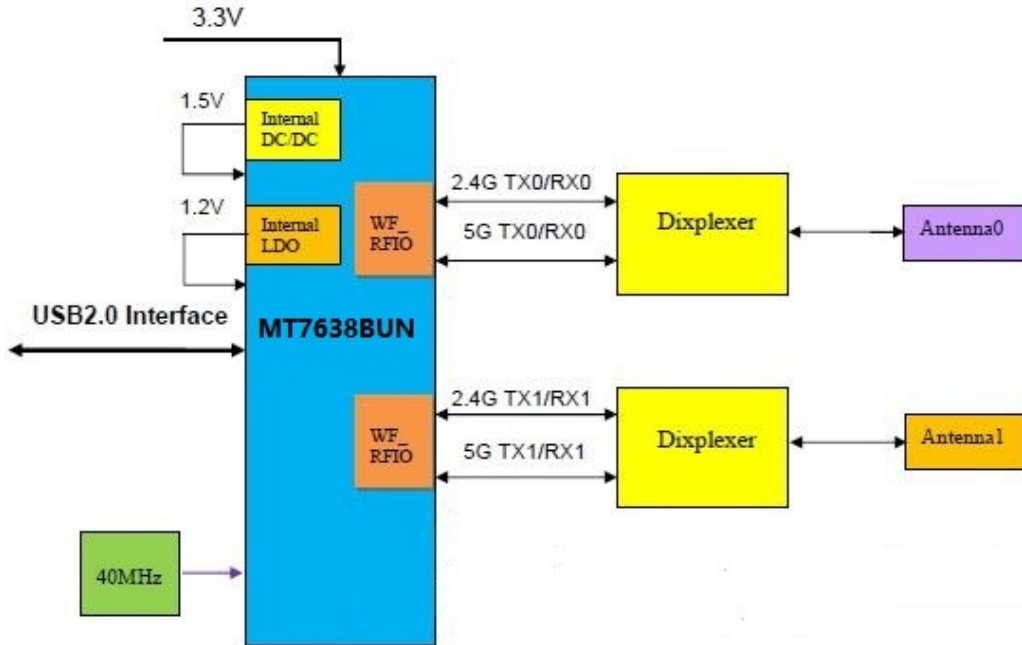 3.3V
1.5V
Internal
DC/DC
1.2V
Internal
LDO
WF_
RFIO
2.4G TX0/RX0
5G TX0/RX0
Dixplexer
Antenna0
USB2.0 Interface
MT7638BUN
WF_
RFIO
2.4G TX1/RX1
5G TX1/RX1
Dixplexer
Antenna1
40MHz